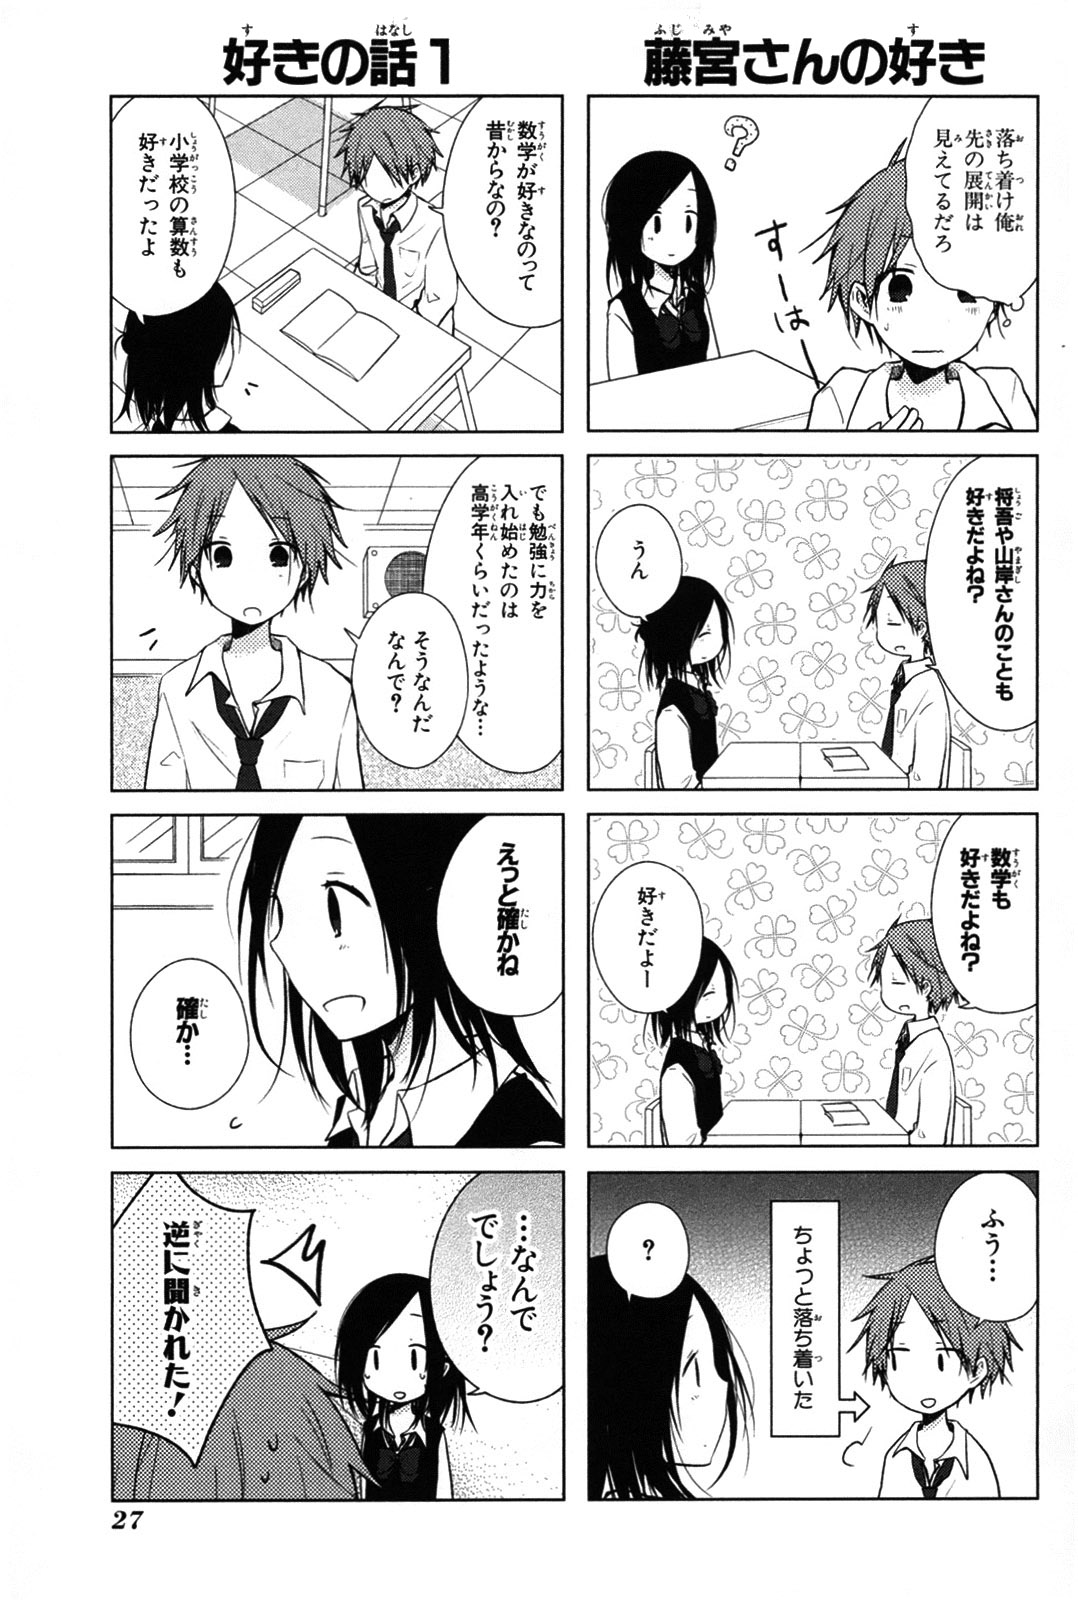 藤宮さんの好き
落ち着け俺
先の展開は
見えてるだろ
?
すーはー
将吾や山岸さんのことも
好きだよね?
うん
数学も
好きだよね?
好きだよー
ふう…
ちょっと落ち着いた
?
好きの話1
数学が好きなのって
昔からなの?
小学校の算数も
好きだったよ
でも勉強に力を
入れ始めたのは
高学年くらいだったような…
そうなんだ
なんで?
えっと確かね
確か…
…なんで
でしょう?
逆に聞かれた!
27